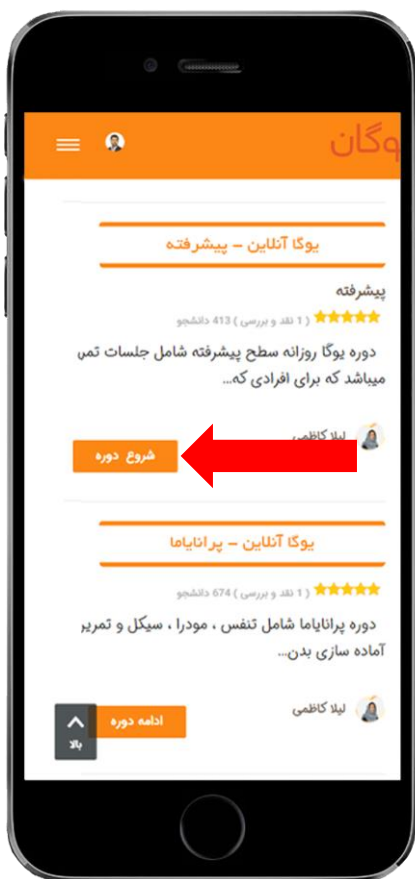 وگان
یوگا آنلاین – پیشرفته
پیشرفته
( 1 نقد و بررسی ) 413 دانشجو
دوره یوگا روزانه سطح پیشرفته شامل جلسات تمر
میباشد که برای افرادی که...
لیلا کاظمی
شروع دوره
یوگا آنلاین – پرانایاما
( 1 نقد و بررسی ) 674 دانشجو
دوره پرانایاما شامل تنفس ، مودرا ، سیکل و تمریر
آماده سازی بدن...
لیلا کاظمی
ادامه دوره
بالا